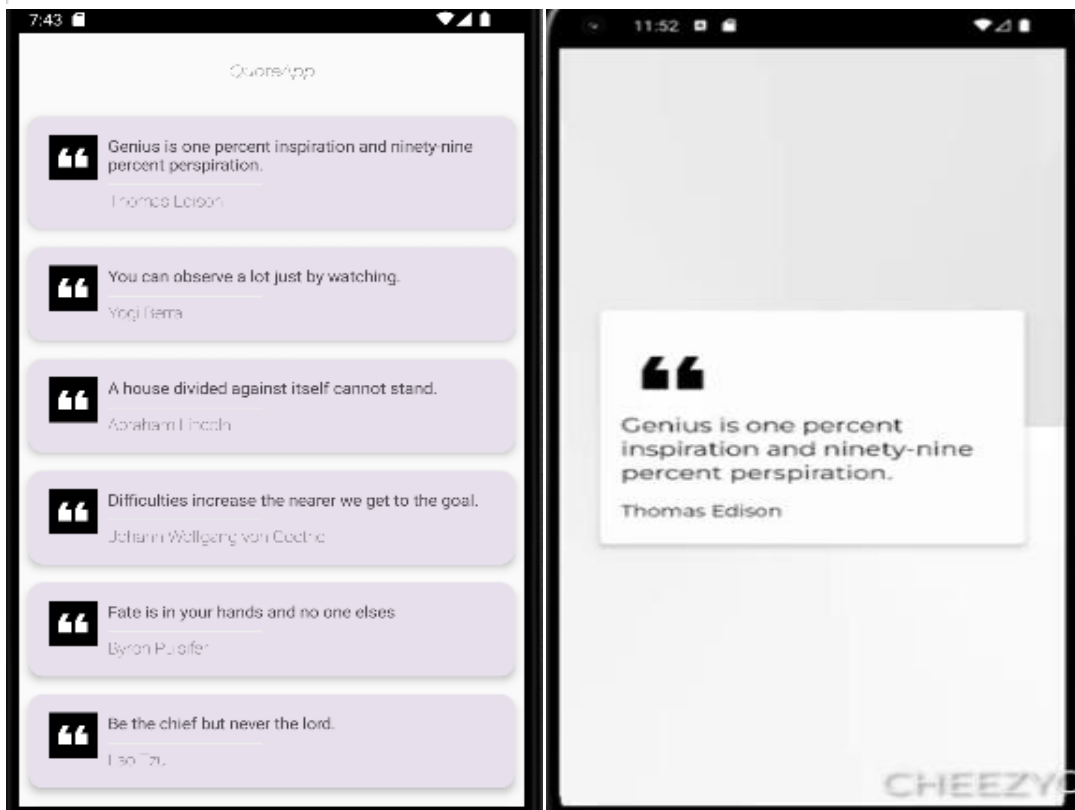 7:43
QuoteApp
Genius is one percent inspiration and ninety-nine
percent perspiration.
Thomas Edison
You can observe a lot just by watching.
Yogi Berra
A house divided against itself cannot stand.
Abraham Lincoln
Difficulties increase the nearer we get to the goal.
Johann Wolfgang von Goethe
Fate is in your hands and no one elses
Byron Pulsifer
Be the chief but never the lord.
Lao Tzu
11:52
Genius is one percent
inspiration and ninety-nine
percent perspiration.
Thomas Edison
CHEEZYC